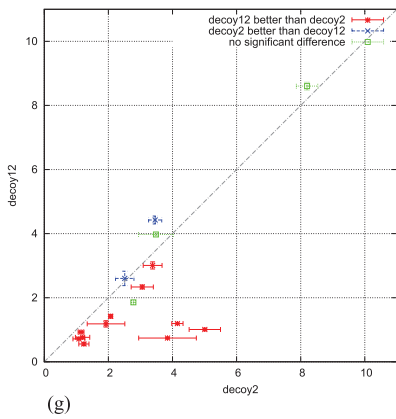 decoy12 better than decoy2
decoy2 better than decoy12
no significant difference
10
8
6
4
2
0
0
2
4
6
8
10
decoy12
decoy2
(g)